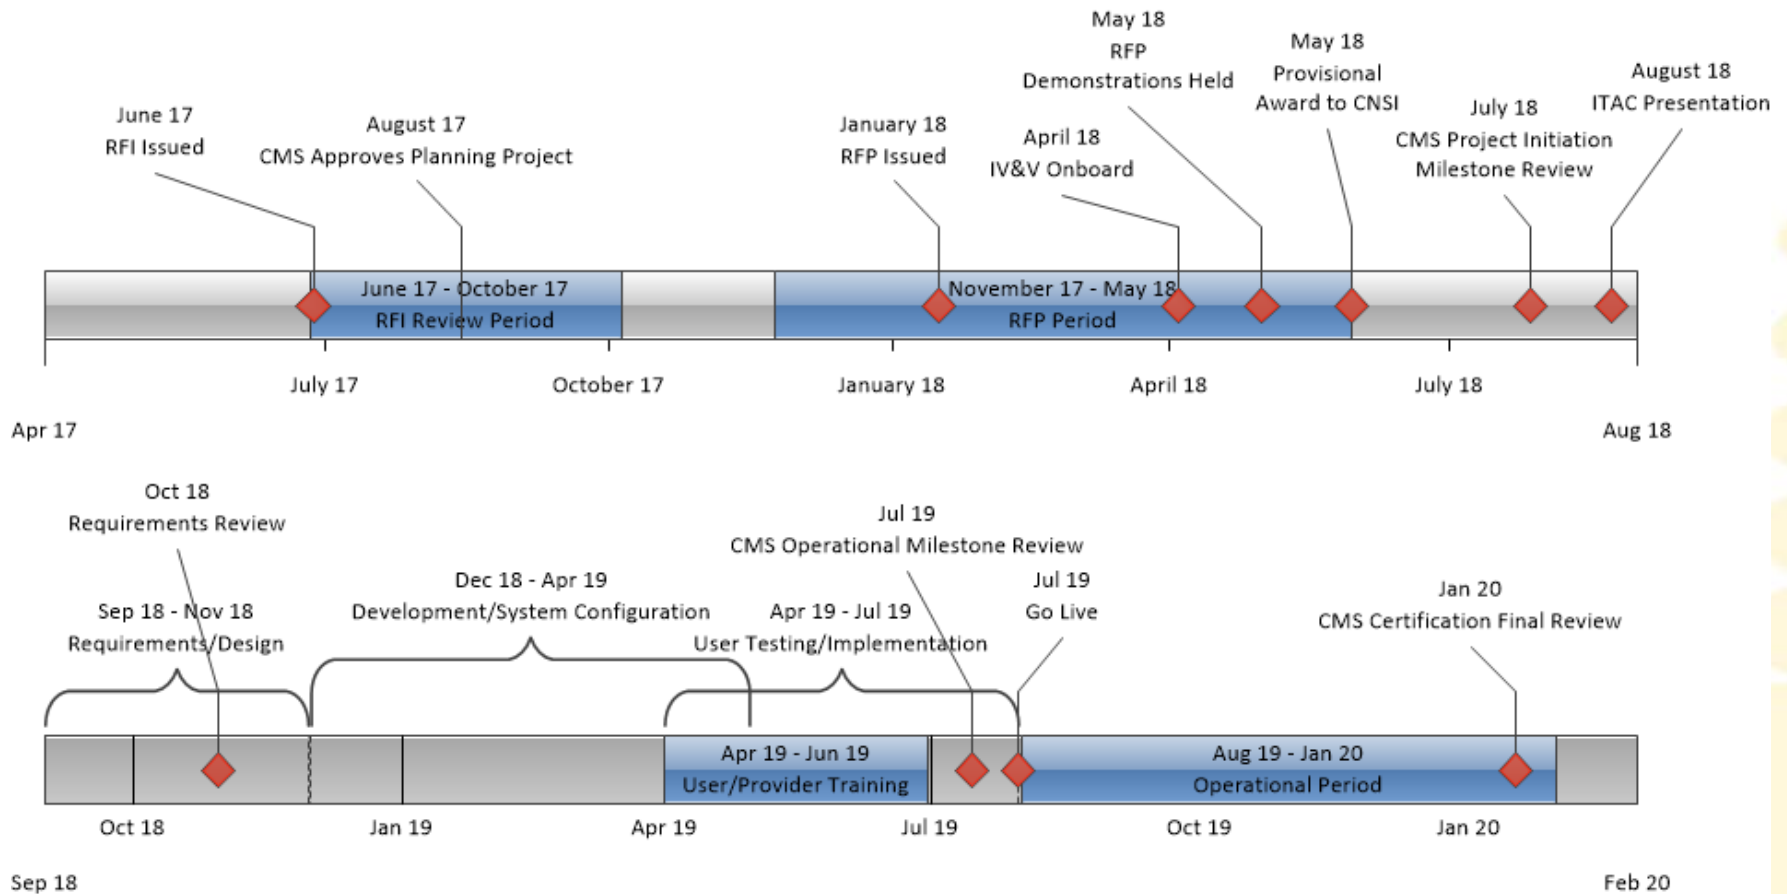 May 18
RFP
Demonstrations Held
May 18
Provisional
Award to CNSI
August 18
ITAC Presentation
June 17
RFI Issued
August 17
CMS Approves Planning Project
January 18
RFP Issued
April 18
IV&V Onboard
July 18
CMS Project Initiation
Milestone Review
June 17 - October 17
RFI Review Period
November 17 - May 18
RFP Period
July 17
October 17
January 18
April 18
July 18
Apr 17
Aug 18
Oct 18
Requirements Review
Jul 19
CMS Operational Milestone Review
Sep 18 - Nov 18
Requirements/Design
Dec 18 - Apr 19
Development/System Configuration
Apr 19 - Jul 19
User Testing/Implementation
Jul 19
Go Live
Jan 20
CMS Certification Final Review
Apr 19 - Jun 19
User/Provider Training
Aug 19 - Jan 20
Operational Period
Oct 18
Jan 19
Apr 19
Jul 19
Oct 19
Jan 20
Sep 18
Feb 20